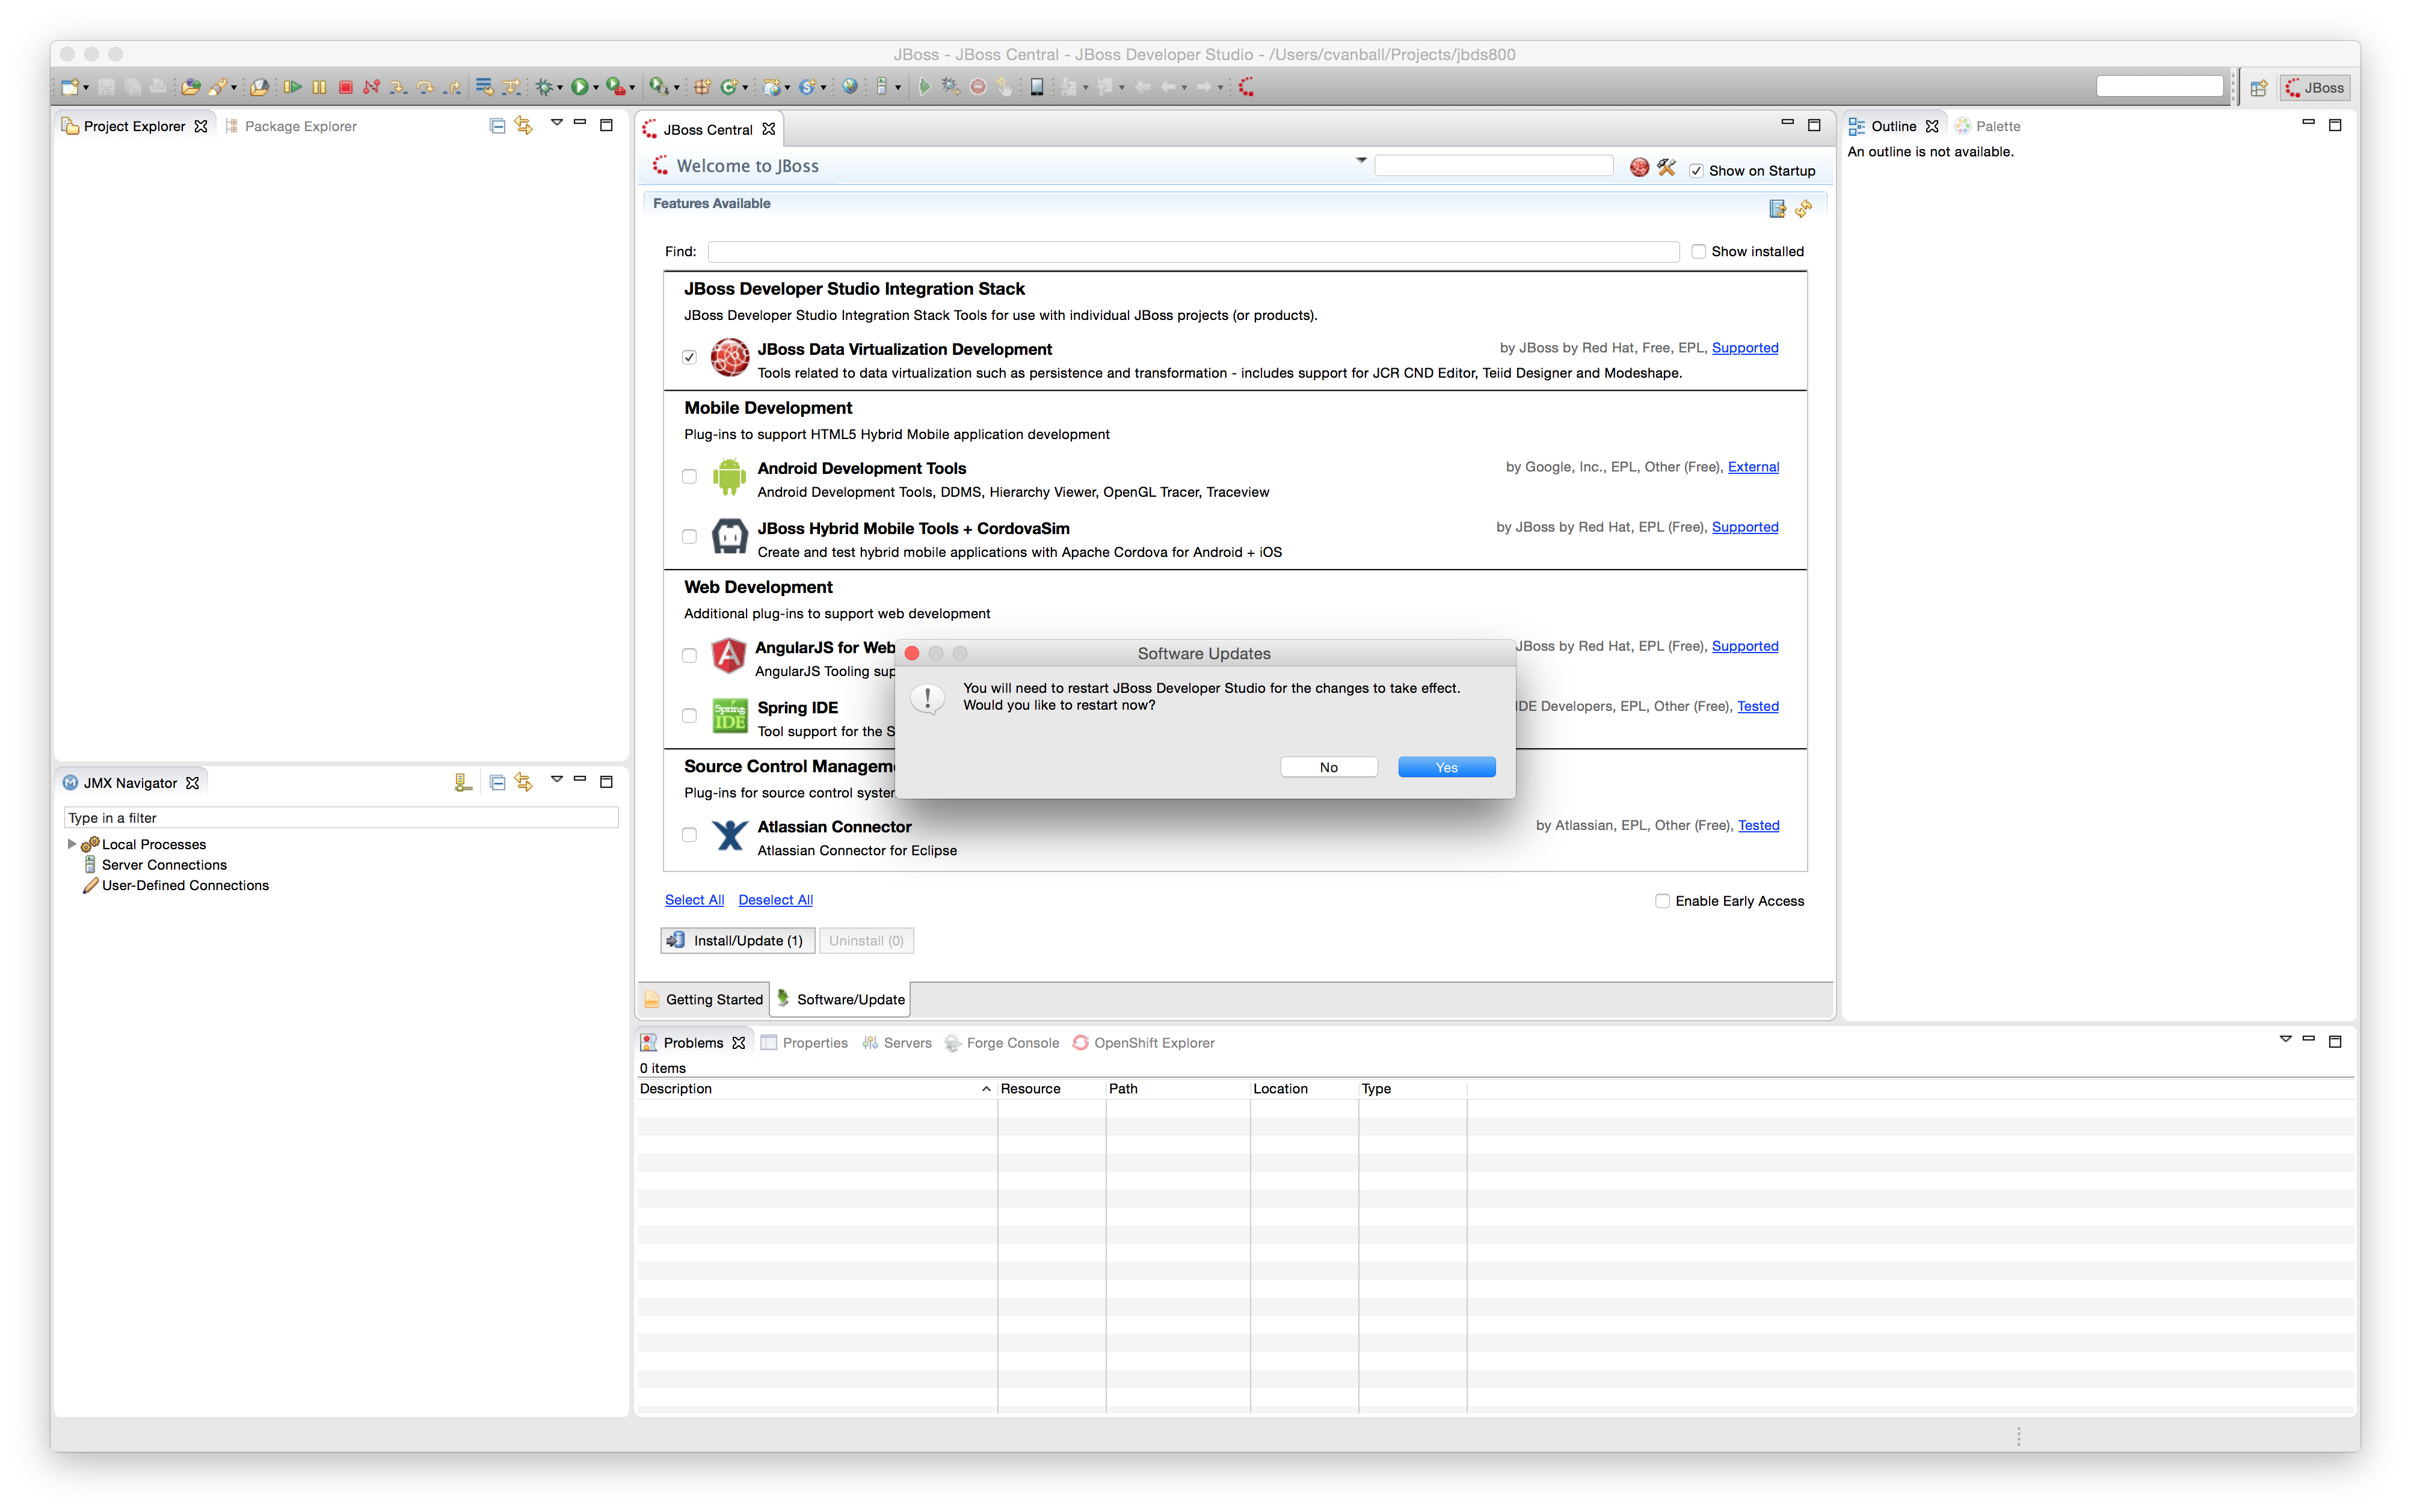 JBoss - JBoss Central - JBoss Developer Studio - /Users/cvanball/Projects/jbds800
JBoss
Project Explorer
Package Explorer
JBoss Central
Outline
Palette
An outline is not available.
Welcome to JBoss
Show on Startup
Features Available
Find:
Show installed
JBoss Developer Studio Integration Stack
JBoss Developer Studio Integration Stack Tools for use with individual JBoss projects (or products).
JBoss Data Virtualization Development
by JBoss by Red Hat, Free, EPL, Supported
Tools related to data virtualization such as persistence and transformation - includes support for JCR CND Editor, Teiid Designer and Modeshape.
Mobile Development
Plug-ins to support HTML5 Hybrid Mobile application development
Android Development Tools
by Google, Inc., EPL, Other (Free), External
Android Development Tools, DDMS, Hierarchy Viewer, OpenGL Tracer, Traceview
JBoss Hybrid Mobile Tools + CordovaSim
by JBoss by Red Hat, EPL (Free), Supported
Create and test hybrid mobile applications with Apache Cordova for Android + iOS
Web Development
Additional plug-ins to support web development
AngularJS for Web
JBoss by Red Hat, EPL (Free), Supported
AngularJS Tooling sup
Spring IDE
Spring IDE
IDE Developers, EPL, Other (Free), Tested
Tool support for the S
Source Control Managem
Plug-ins for source control syster
Atlassian Connector
by Atlassian, EPL, Other (Free), Tested
Atlassian Connector for Eclipse
Software Updates
You will need to restart JBoss Developer Studio for the changes to take effect.
Would you like to restart now?
No
Yes
Select All
Deselect All
Enable Early Access
Install/Update (1)
Uninstall (0)
Getting Started
Software/Update
JMX Navigator
Type in a filter
Local Processes
Server Connections
User-Defined Connections
Problems
Properties
Servers
Forge Console
OpenShift Explorer
0 items
Description
Resource
Path
Location
Type